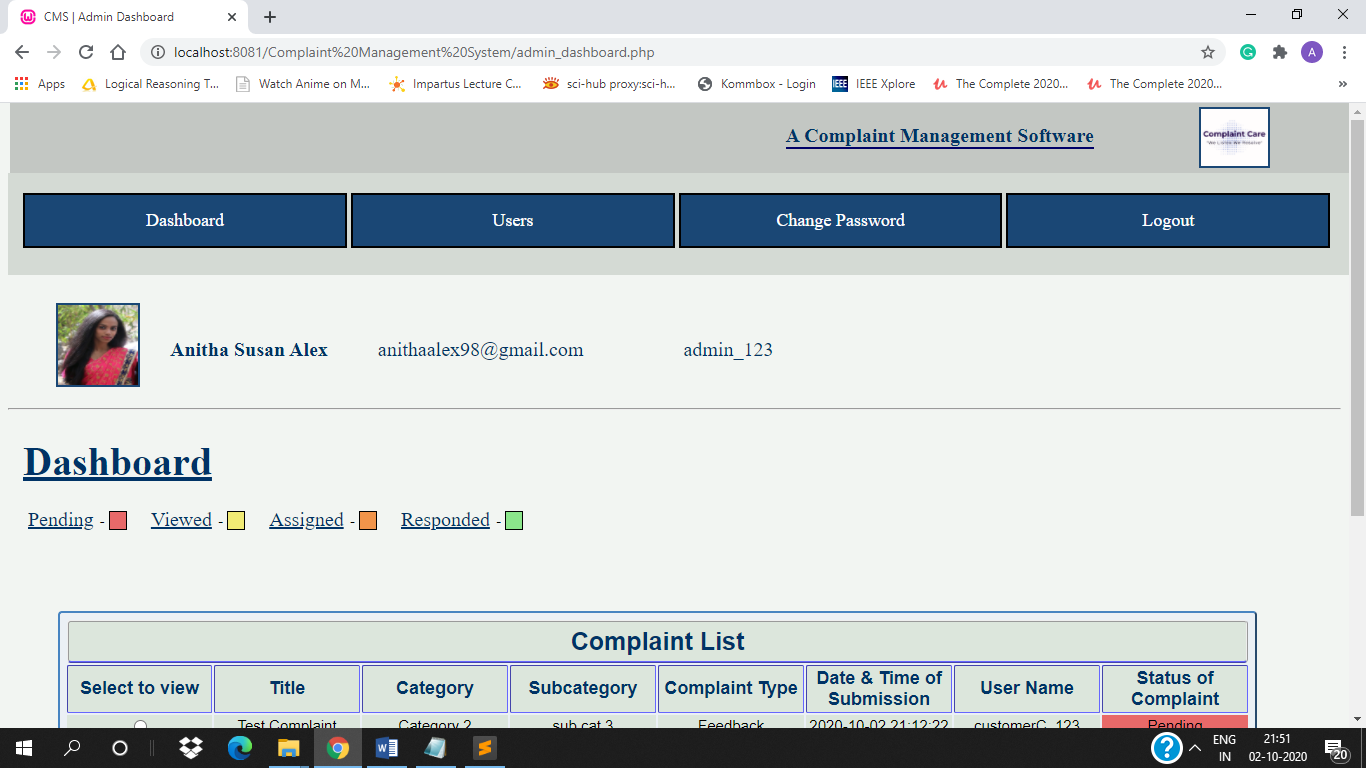 CMS | Admin Dashboard
localhost:8081/Complaint%20Management%20System/admin_dashboard.php
A
Apps Logical Reasoning T... Watch Anime on M... Impartus Lecture C... sci-hub proxy:sci-h... Kommbox - Login IEEE IEEE Xplore The Complete 2020... The Complete 2020...
A Complaint Management Software
Complaint Care
Dashboard Users Change Password Logout
Anitha Susan Alex anithaalex98@gmail.com admin_123
Dashboard
Pending - Viewed - Assigned - Responded -
Complaint List
Select to view Title Category Subcategory Complaint Type Date & Time of Submission User Name Status of Complaint
Test Complaint Category 2 sub cat 3 Feedback 2020-10-02 21:12:22 customerC_123 Pending
ENG 21:51
IN 02-10-2020 20